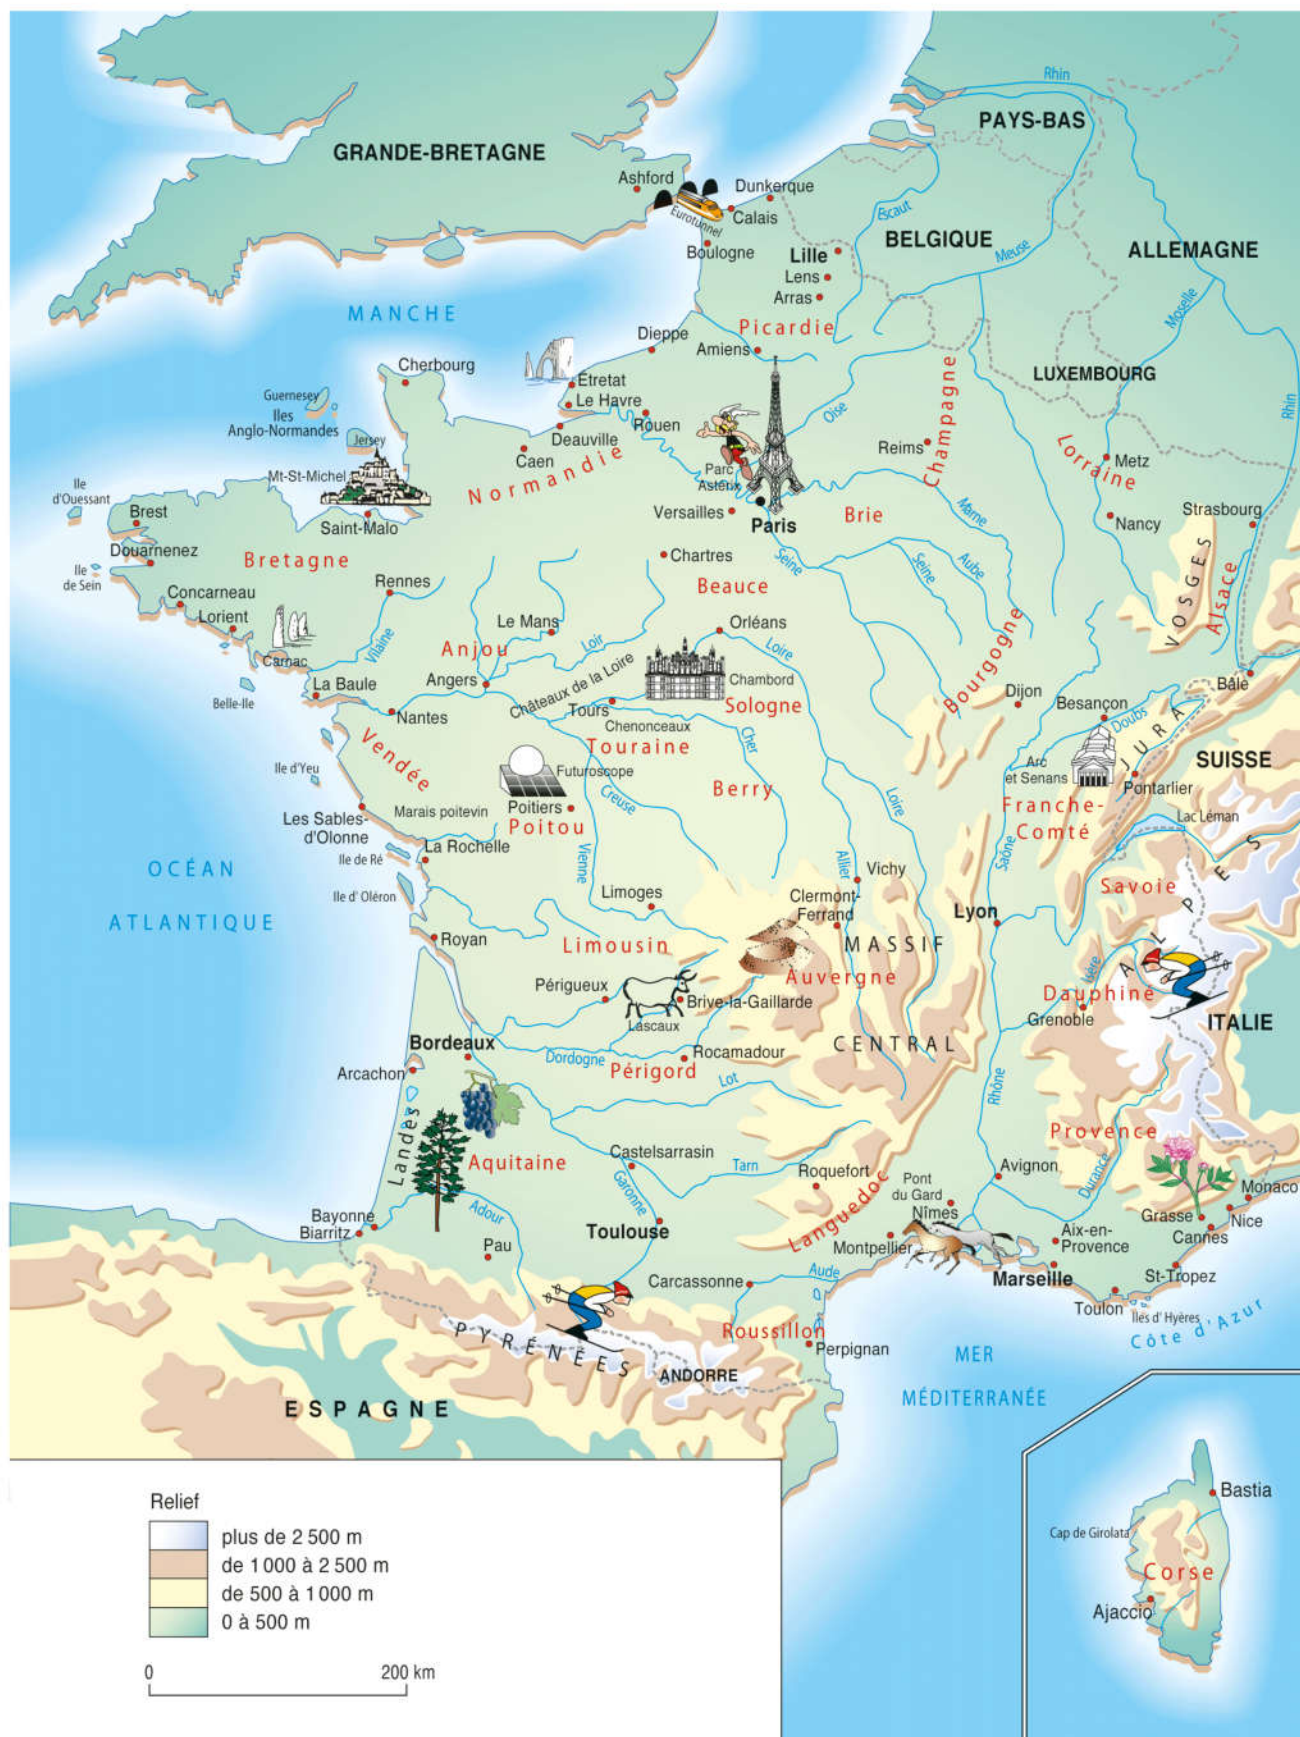 Rhin
PAYS-BAS
GRANDE-BRETAGNE
Ashford
Dunkerque
Calais
Eurotunnel
Escaut
BELGIQUE
Boulogne
Lille
Meuse
ALLEMAGNE
Lens
Arras
Moselle
MANCHE
Picardie
Dieppe
Amiens
Cherbourg
LUXEMBOURG
Etretat
Guernesey
Le Havre
Oise
Champagne
Rhin
Iles
Anglo-Normandes
Rouen
Jersey
Deauville
Reims
Lorraine
Caen
Normandie
Metz
Parc
Astérix
Mt-St-Michel
Ile
d'Ouessant
Brest
Saint-Malo
Versailles
Paris
Brie
Marne
Nancy
Strasbourg
Douarnenez
Bretagne
Chartres
Seine
Seine
Aube
VOSGES
Alsace
Ile
de Sein
Concarneau
Rennes
Beauce
Lorient
Le Mans
Orléans
Vilaine
Anjou
Loir
Loire
Bourgogne
Carnac
Angers
Châteaux de la Loire
Chambord
La Baule
Belle-Ile
Nantes
Tours
Sologne
Dijon
Besançon
Doubs
Bâle
Chenonceaux
JURA
Vendée
Touraine
Cher
SUISSE
Ile d'Yeu
Futuroscope
Arc
et Senans
Pontarlier
Creuse
Berry
Loire
Marais poitevin
Poitiers
Franche-
Comté
Les Sables-
d'Olonne
Poitou
Lac Léman
La Rochelle
Ile de Ré
Vienne
Allier
Saône
OCÉAN
ATLANTIQUE
Vichy
Savoie
Ile d' Oléron
Limoges
Clermont-
Ferrand
Lyon
ALPES
Royan
Limousin
MASSIF
CENTRAL
Auvergne
Isère
Dauphiné
Périgueux
Brive-la-Gaillarde
Grenoble
Lascaux
ITALIE
Bordeaux
Dordogne
Rocamadour
Périgord
Arcachon
Lot
Rhône
Landes
Provence
Aquitaine
Castelsarrasin
Tarn
Roquefort
Avignon
Durance
Garonne
Languedoc
Pont
du Gard
Nîmes
Monaco
Adour
Bayonne
Biarritz
Toulouse
Grasse
Nice
Cannes
Pau
Montpellier
Aix-en-
Provence
Marseille
St-Tropez
Carcassonne
Aude
Toulon
Iles d' Hyères
Côte d'Azur
Roussillon
PYRÉNÉES
Perpignan
MER
MÉDITERRANÉE
ANDORRE
ESPAGNE
Bastia
Cap de Girolata
Corse
Ajaccio
Relief
plus de 2 500 m
de 1 000 à 2 500 m
de 500 à 1 000 m
0 à 500 m
0
200 km